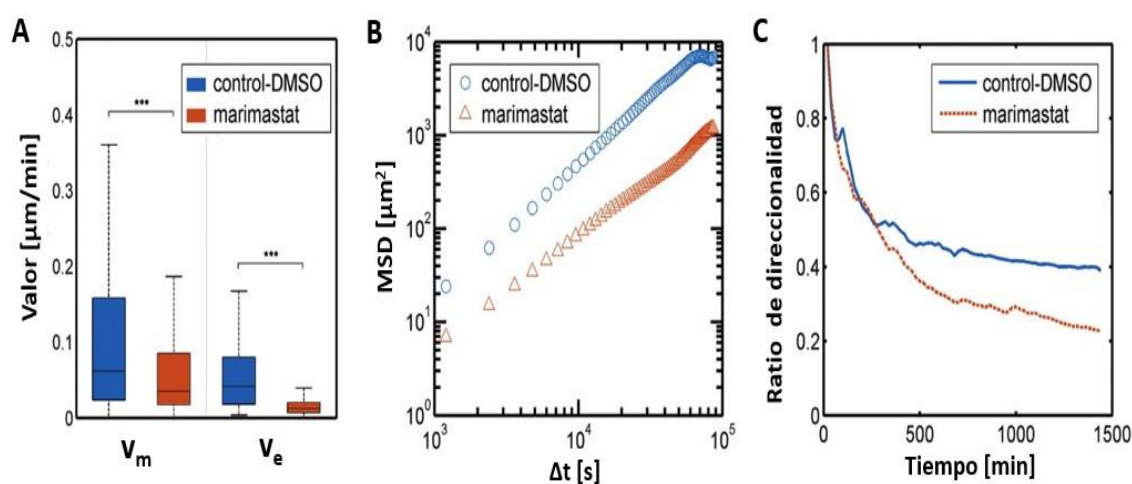 A
Valor [µm/min]
0.5
0.4
0.3
0.2
0.1
0
control-DMSO
marimastat
***
***
vm
ve
B
MSD [µm²]
10⁴
10³
10²
10¹
10⁰
control-DMSO
marimastat
10³
10⁴
10⁵
Δt [s]
C
Ratio de direccionalidad
1
0.8
0.6
0.4
0.2
control-DMSO
marimastat
0
500
1000
1500
Tiempo [min]